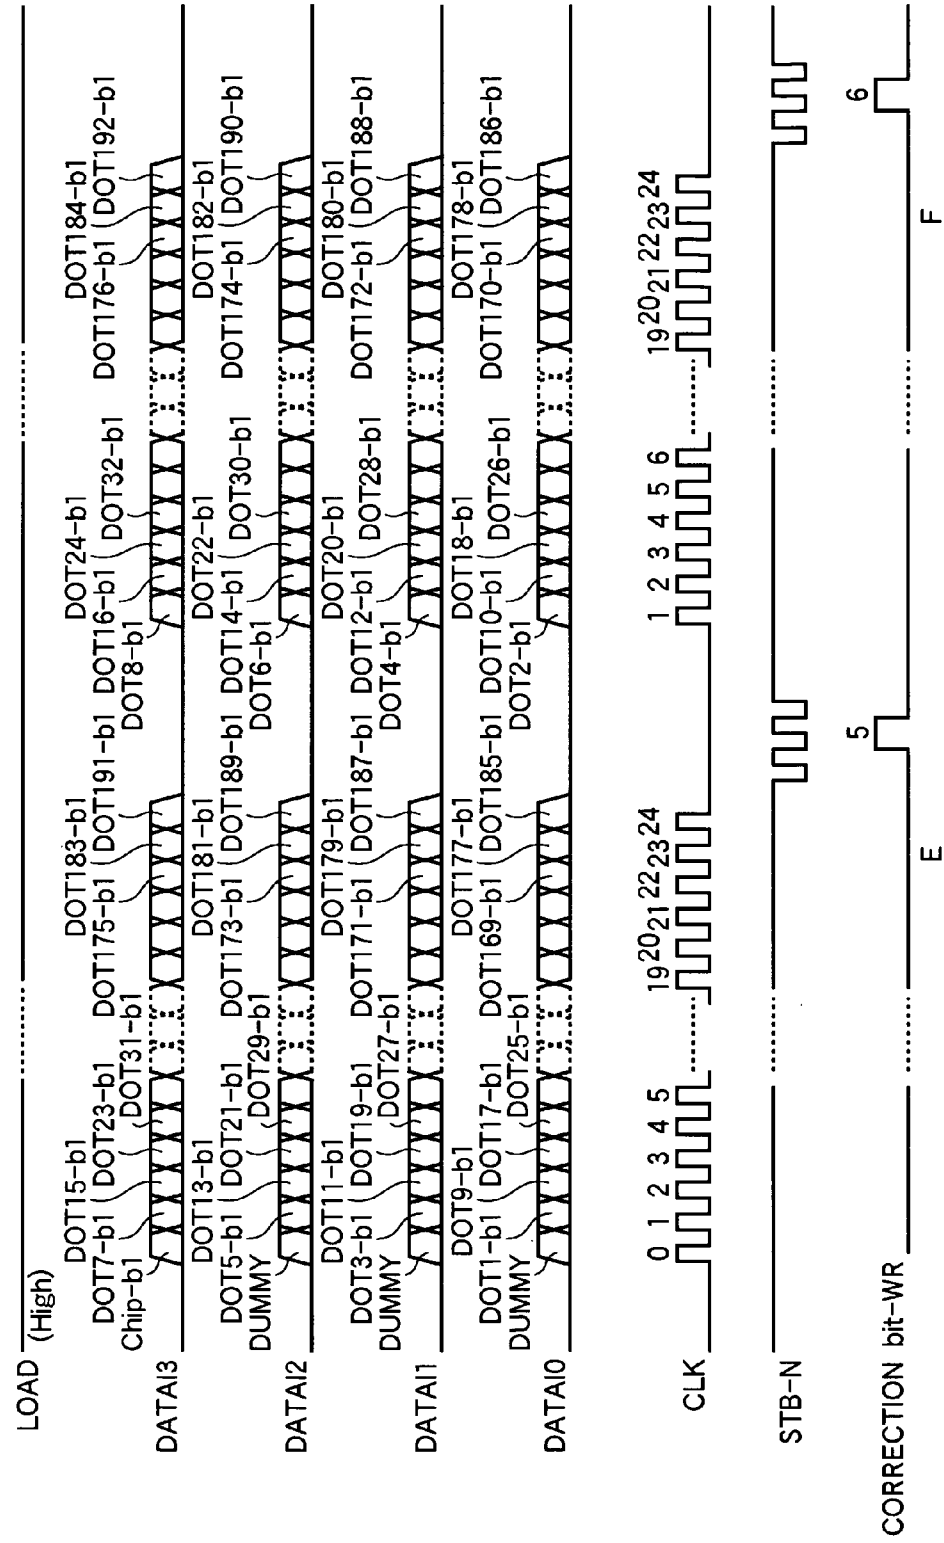 LOAD
(High)
DOT15-b1
DOT183-b1
DOT24-b1
DOT184-b1
DOT7-b1
DOT23-b1
DOT175-b1
DOT191-b1
DOT16-b1
DOT32-b1
DOT176-b1
DOT192-b1
Chip-b1
DOT31-b1
DOT8-b1
DATAI3
DOT13-b1
DOT181-b1
DOT22-b1
DOT182-b1
DOT5-b1
DOT21-b1
DOT173-b1
DOT189-b1
DOT14-b1
DOT30-b1
DOT174-b1
DOT190-b1
DUMMY
DOT29-b1
DOT6-b1
DATAI2
DOT11-b1
DOT179-b1
DOT20-b1
DOT180-b1
DOT3-b1
DOT19-b1
DOT171-b1
DOT187-b1
DOT12-b1
DOT28-b1
DOT172-b1
DOT188-b1
DUMMY
DOT27-b1
DOT4-b1
DATAI1
DOT9-b1
DOT177-b1
DOT18-b1
DOT178-b1
DOT1-b1
DOT17-b1
DOT169-b1
DOT185-b1
DOT10-b1
DOT26-b1
DOT170-b1
DOT186-b1
DUMMY
DOT25-b1
DOT2-b1
DATAI0
0 1 2 3 4 5 19 20 21 22 23 24 1 2 3 4 5 6 19 20 21 22 23 24
CLK
STB-N
5 6
CORRECTION bit-WR
E F